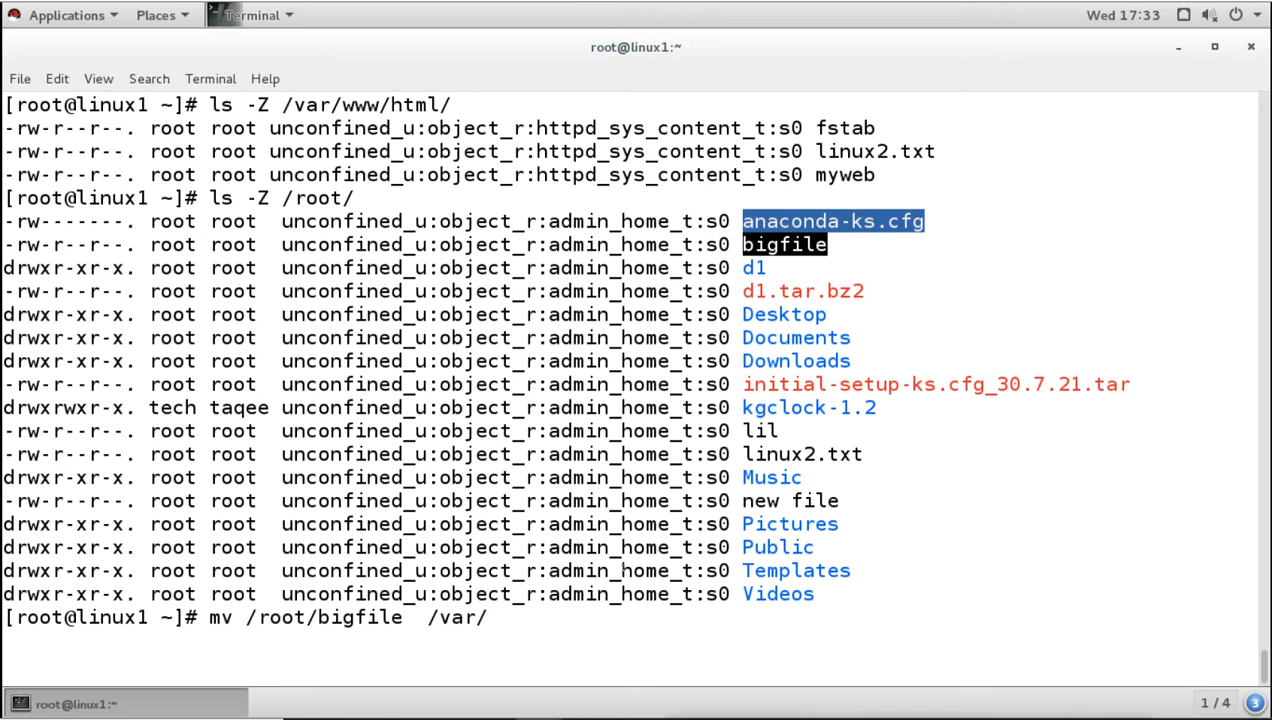 Applications Places Terminal Wed 17:33
root@linux1:~
File Edit View Search Terminal Help
[root@linux1 ~]# ls -Z /var/www/html/
-rw-r--r--. root root unconfined_u:object_r:httpd_sys_content_t:s0 fstab
-rw-r--r--. root root unconfined_u:object_r:httpd_sys_content_t:s0 linux2.txt
-rw-r--r--. root root unconfined_u:object_r:httpd_sys_content_t:s0 myweb
[root@linux1 ~]# ls -Z /root/
-rw-------. root root  unconfined_u:object_r:admin_home_t:s0 anaconda-ks.cfg
-rw-r--r--. root root  unconfined_u:object_r:admin_home_t:s0 bigfile
drwxr-xr-x. root root  unconfined_u:object_r:admin_home_t:s0 d1
-rw-r--r--. root root  unconfined_u:object_r:admin_home_t:s0 d1.tar.bz2
drwxr-xr-x. root root  unconfined_u:object_r:admin_home_t:s0 Desktop
drwxr-xr-x. root root  unconfined_u:object_r:admin_home_t:s0 Documents
drwxr-xr-x. root root  unconfined_u:object_r:admin_home_t:s0 Downloads
-rw-r--r--. root root  unconfined_u:object_r:admin_home_t:s0 initial-setup-ks.cfg_30.7.21.tar
drwxrwxr-x. tech taqee unconfined_u:object_r:admin_home_t:s0 kgclock-1.2
-rw-r--r--. root root  unconfined_u:object_r:admin_home_t:s0 lil
-rw-r--r--. root root  unconfined_u:object_r:admin_home_t:s0 linux2.txt
drwxr-xr-x. root root  unconfined_u:object_r:admin_home_t:s0 Music
-rw-r--r--. root root  unconfined_u:object_r:admin_home_t:s0 new file
drwxr-xr-x. root root  unconfined_u:object_r:admin_home_t:s0 Pictures
drwxr-xr-x. root root  unconfined_u:object_r:admin_home_t:s0 Public
drwxr-xr-x. root root  unconfined_u:object_r:admin_home_t:s0 Templates
drwxr-xr-x. root root  unconfined_u:object_r:admin_home_t:s0 Videos
[root@linux1 ~]# mv /root/bigfile  /var/
root@linux1:~ 1 / 4 3